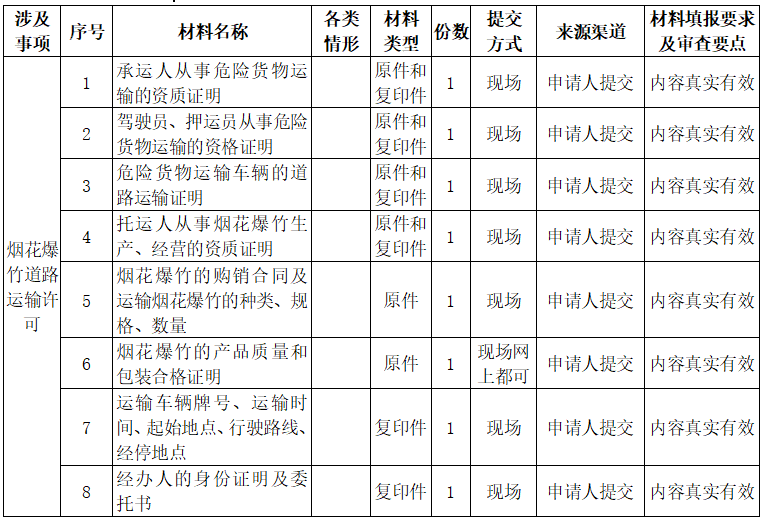 涉及事项 序号 材料名称 各类情形 材料类型 份数 提交方式 来源渠道 材料填报要求及审查要点
烟花爆竹道路运输许可
1 承运人从事危险货物运输的资质证明 原件和复印件 1 现场 申请人提交 内容真实有效
2 驾驶员、押运员从事危险货物运输的资格证明 原件和复印件 1 现场 申请人提交 内容真实有效
3 危险货物运输车辆的道路运输证明 原件和复印件 1 现场 申请人提交 内容真实有效
4 托运人从事烟花爆竹生产、经营的资质证明 原件和复印件 1 现场 申请人提交 内容真实有效
5 烟花爆竹的购销合同及运输烟花爆竹的种类、规格、数量 原件 1 现场 申请人提交 内容真实有效
6 烟花爆竹的产品质量和包装合格证明 原件 1 现场网上都可 申请人提交 内容真实有效
7 运输车辆牌号、运输时间、起始地点、行驶路线、经停地点 复印件 1 现场 申请人提交 内容真实有效
8 经办人的身份证明及委托书 复印件 1 现场 申请人提交 内容真实有效